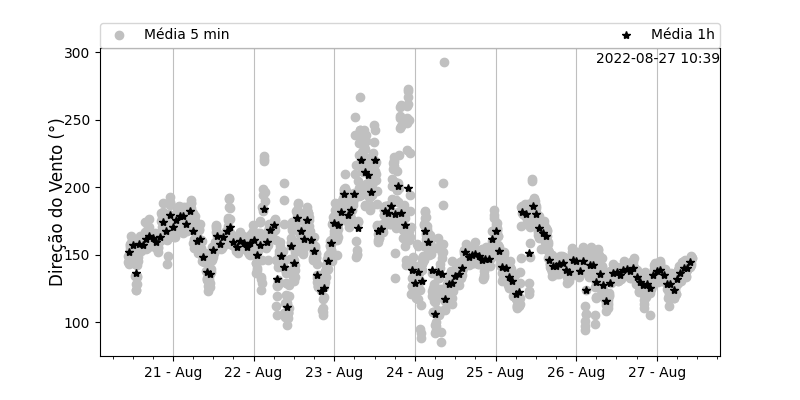 Média 5 min
Média 1h
2022-08-27 10:39
300
250
200
150
100
Direção do Vento (°)
21 - Aug
22 - Aug
23 - Aug
24 - Aug
25 - Aug
26 - Aug
27 - Aug